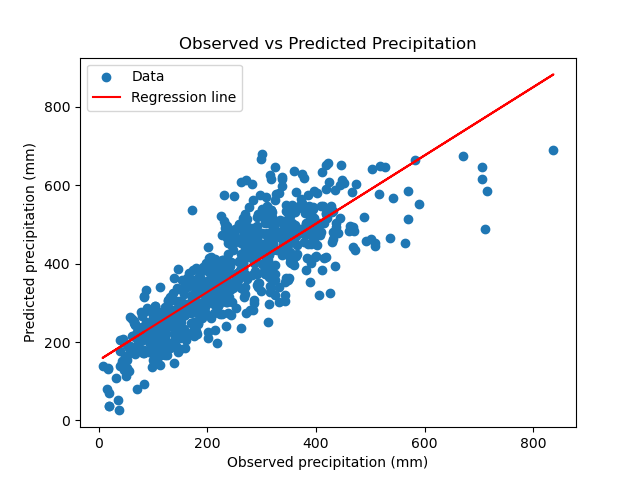 Observed vs Predicted Precipitation
Data
Regression line
800
600
400
200
0
Predicted precipitation (mm)
0 200 400 600 800
Observed precipitation (mm)